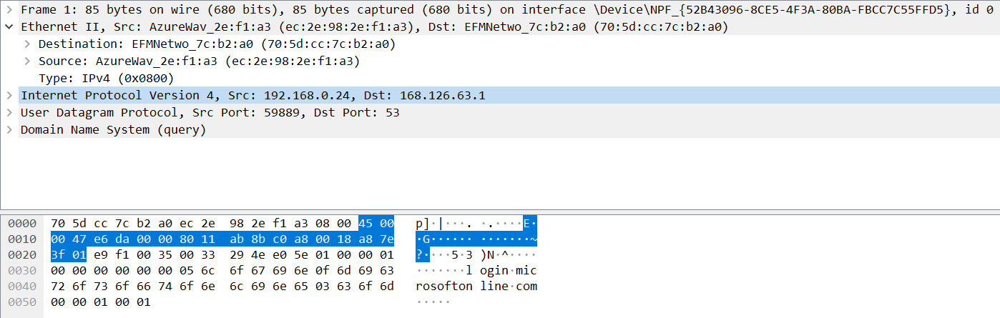 Frame 1: 85 bytes on wire (680 bits), 85 bytes captured (680 bits) on interface \Device\NPF_{52B43096-8CE5-4F3A-80BA-FBCC7C55FFD5}, id 0
Ethernet II, Src: AzureWav_2e:f1:a3 (ec:2e:98:2e:f1:a3), Dst: EFMNetwo_7c:b2:a0 (70:5d:cc:7c:b2:a0)
Destination: EFMNetwo_7c:b2:a0 (70:5d:cc:7c:b2:a0)
Source: AzureWav_2e:f1:a3 (ec:2e:98:2e:f1:a3)
Type: IPv4 (0x0800)
Internet Protocol Version 4, Src: 192.168.0.24, Dst: 168.126.63.1
User Datagram Protocol, Src Port: 59889, Dst Port: 53
Domain Name System (query)
0000 70 5d cc 7c b2 a0 ec 2e 98 2e f1 a3 08 00 45 00 p]·|···. .····E·
0010 00 47 e6 da 00 00 80 11 ab 8b c0 a8 00 18 a8 7e ·G······ ·······~
0020 3f 01 e9 f1 00 35 00 33 29 4e e0 5e 01 00 00 01 ?····5·3 )N·^····
0030 00 00 00 00 00 00 05 6c 6f 67 69 6e 0f 6d 69 63 ·······l ogin·mic
0040 72 6f 73 6f 66 74 6f 6e 6c 69 6e 65 03 63 6f 6d rosofton line·com
0050 00 00 01 00 01 ·····